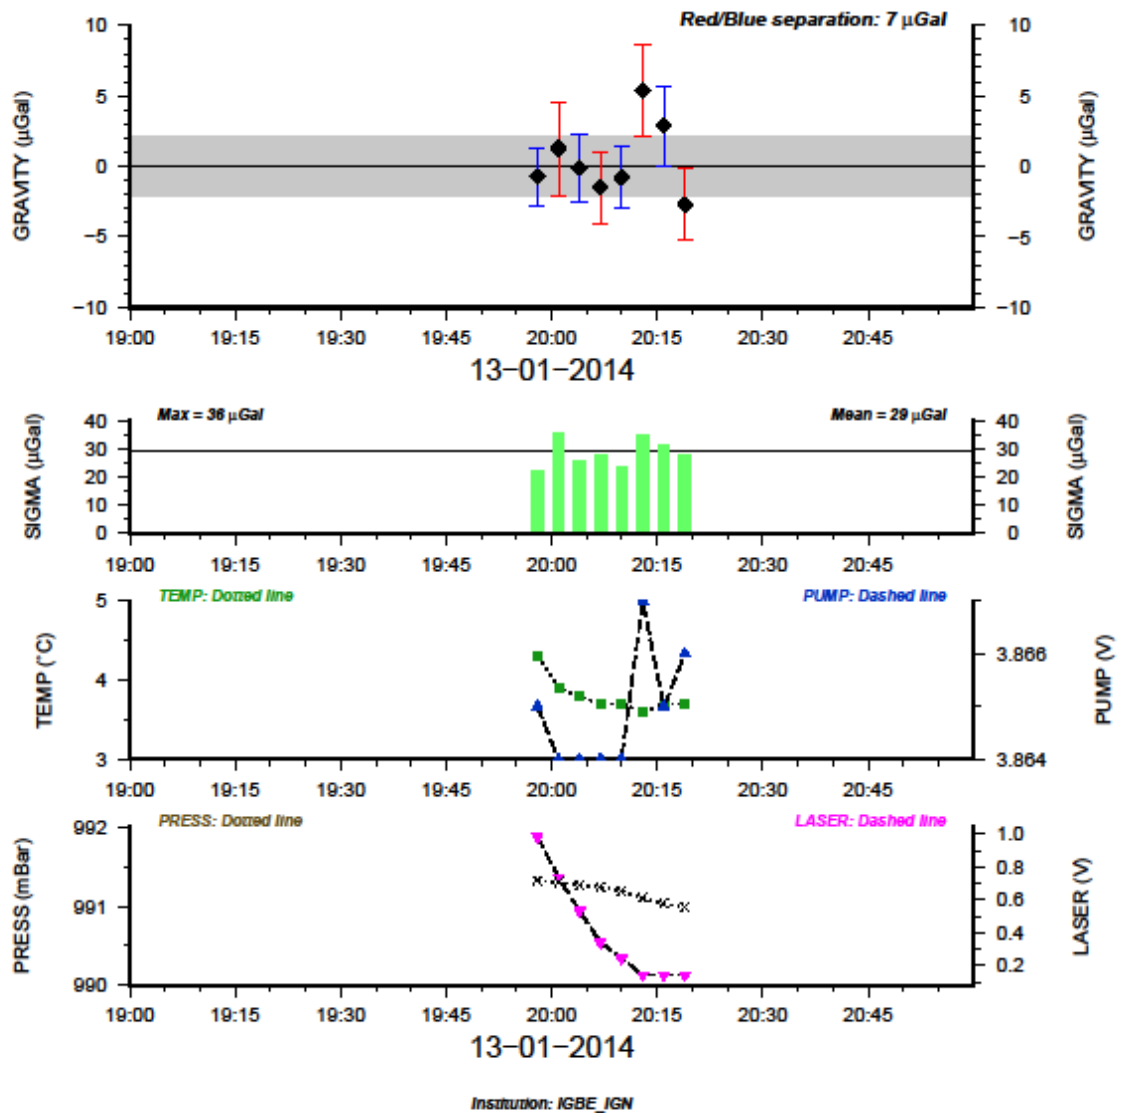 Red/Blue separation: 7 μGal
10 10
5 5
0 0
−5 −5
−10 −10
GRAVITY (μGal) GRAVITY (μGal)
19:00 19:15 19:30 19:45 20:00 20:15 20:30 20:45
13−01−2014
Max = 36 μGal Mean = 29 μGal
40 40
30 30
20 20
10 10
0 0
SIGMA (μGal) SIGMA (μGal)
19:00 19:15 19:30 19:45 20:00 20:15 20:30 20:45
TEMP: Dotted line PUMP: Dashed line
5
4
3
TEMP (°C)
3.866
3.864
PUMP (V)
19:00 19:15 19:30 19:45 20:00 20:15 20:30 20:45
PRESS: Dotted line LASER: Dashed line
992
991
990
PRESS (mBar)
1.0
0.8
0.6
0.4
0.2
LASER (V)
19:00 19:15 19:30 19:45 20:00 20:15 20:30 20:45
13−01−2014
Institution: IGBE_IGN